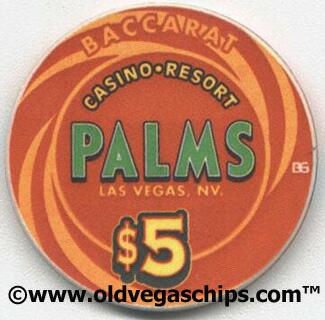 BACCARAT
CASINO•RESORT
PALMS
LAS VEGAS, NV.
BG
$5
©www.oldvegaschips.com™